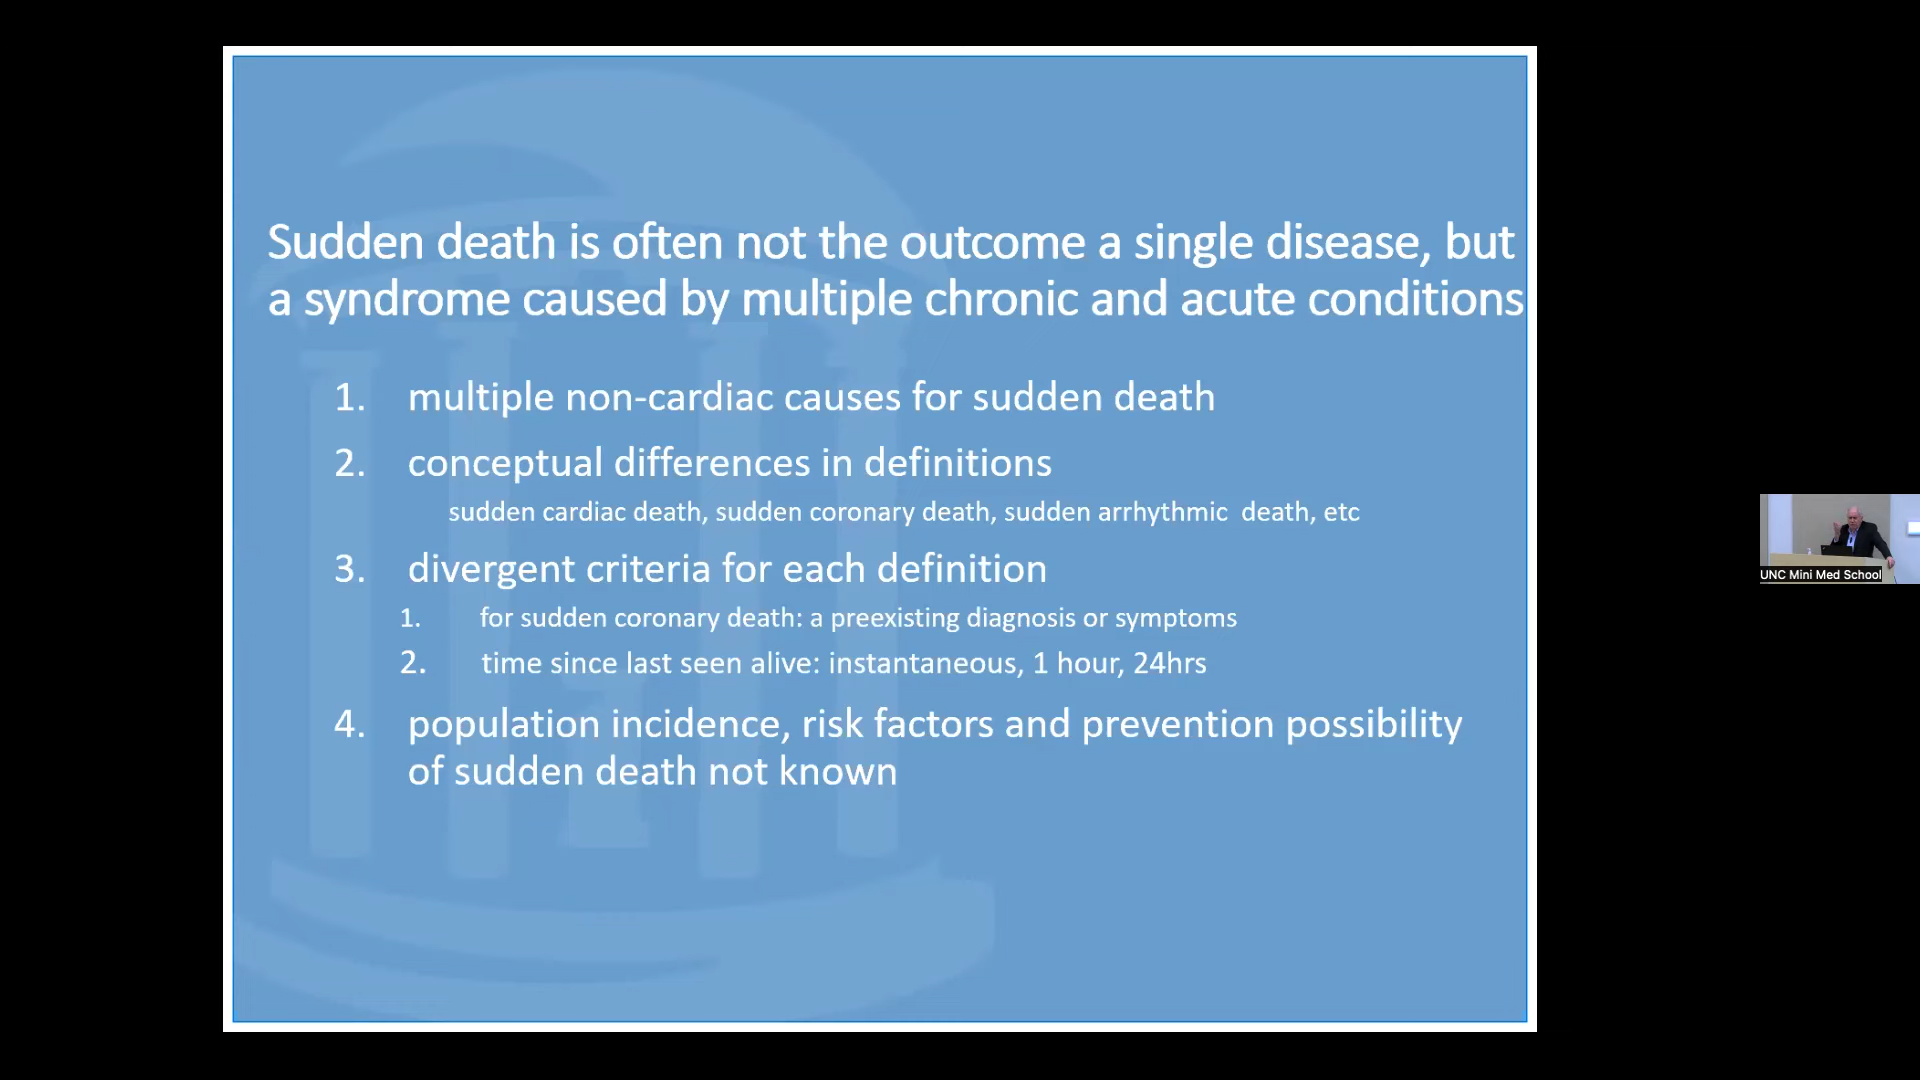 Sudden death is often not the outcome a single disease, but
a syndrome caused by multiple chronic and acute conditions
1. multiple non-cardiac causes for sudden death
2. conceptual differences in definitions
sudden cardiac death, sudden coronary death, sudden arrhythmic death, etc
3. divergent criteria for each definition
1. for sudden coronary death: a preexisting diagnosis or symptoms
2. time since last seen alive: instantaneous, 1 hour, 24hrs
4. population incidence, risk factors and prevention possibility
of sudden death not known
UNC Mini Med School